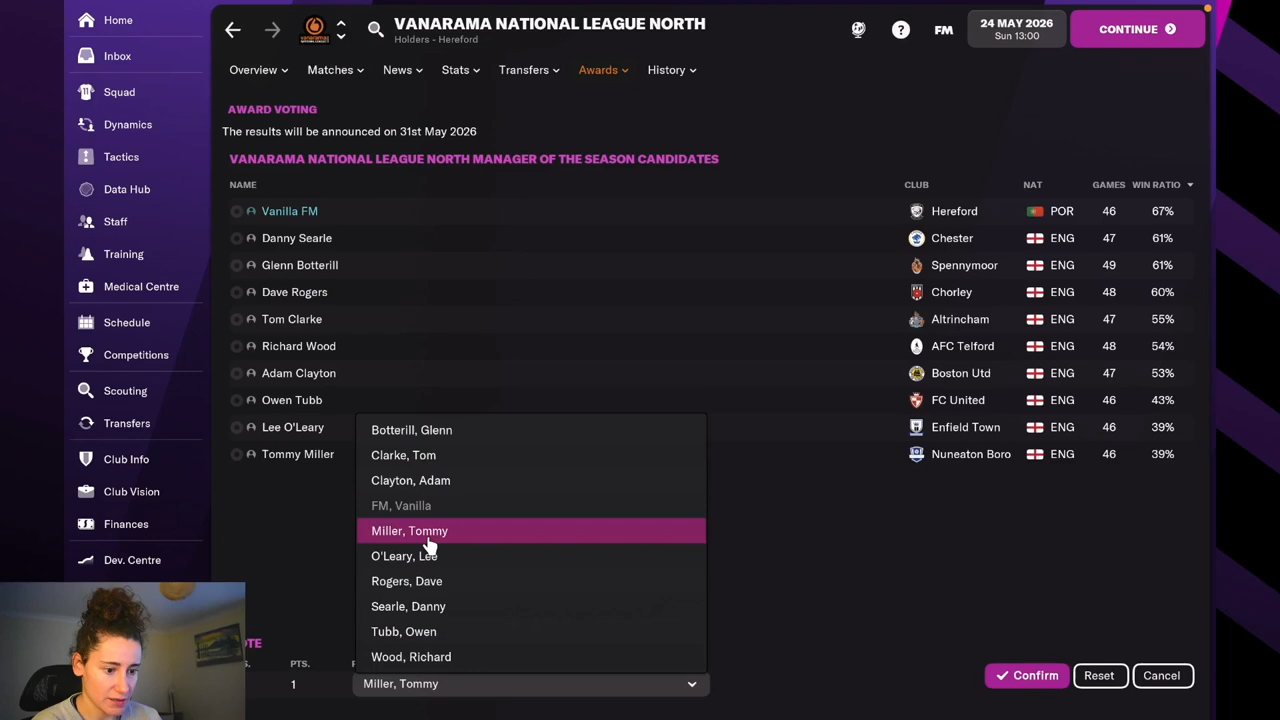 Home
Inbox
Squad
Dynamics
Tactics
Data Hub
Staff
Training
Medical Centre
Schedule
Competitions
Scouting
Transfers
Club Info
Club Vision
Finances
Dev. Centre
VANARAMA NATIONAL LEAGUE NORTH
Holders - Hereford
? FM
24 MAY 2026
Sun 13:00
CONTINUE
Overview Matches News Stats Transfers Awards History
AWARD VOTING
The results will be announced on 31st May 2026
VANARAMA NATIONAL LEAGUE NORTH MANAGER OF THE SEASON CANDIDATES
NAME CLUB NAT GAMES WIN RATIO
Vanilla FM Hereford POR 46 67%
Danny Searle Chester ENG 47 61%
Glenn Botterill Spennymoor ENG 49 61%
Dave Rogers Chorley ENG 48 60%
Tom Clarke Altrincham ENG 47 55%
Richard Wood AFC Telford ENG 48 54%
Adam Clayton Boston Utd ENG 47 53%
Owen Tubb FC United ENG 46 43%
Lee O'Leary Enfield Town ENG 46 39%
Tommy Miller Nuneaton Boro ENG 46 39%
Botterill, Glenn
Clarke, Tom
Clayton, Adam
FM, Vanilla
Miller, Tommy
O'Leary, Lee
Rogers, Dave
Searle, Danny
Tubb, Owen
Wood, Richard
PTS.
1 Miller, Tommy
Confirm Reset Cancel